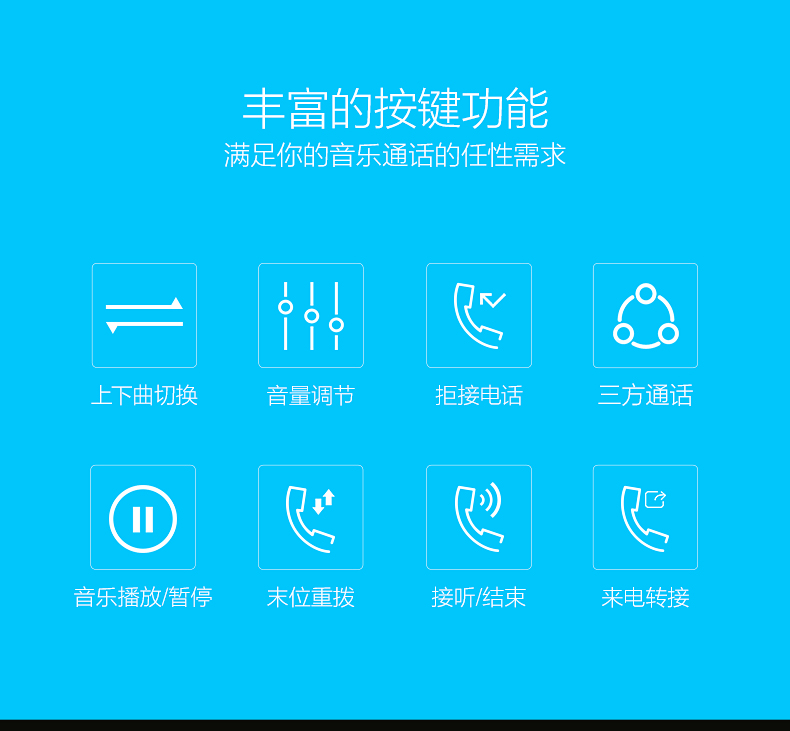 丰富的按键功能
满足你的音乐通话的任性需求
上下曲切换
音量调节
拒接电话
三方通话
音乐播放/暂停
末位重拨
接听/结束
来电转接